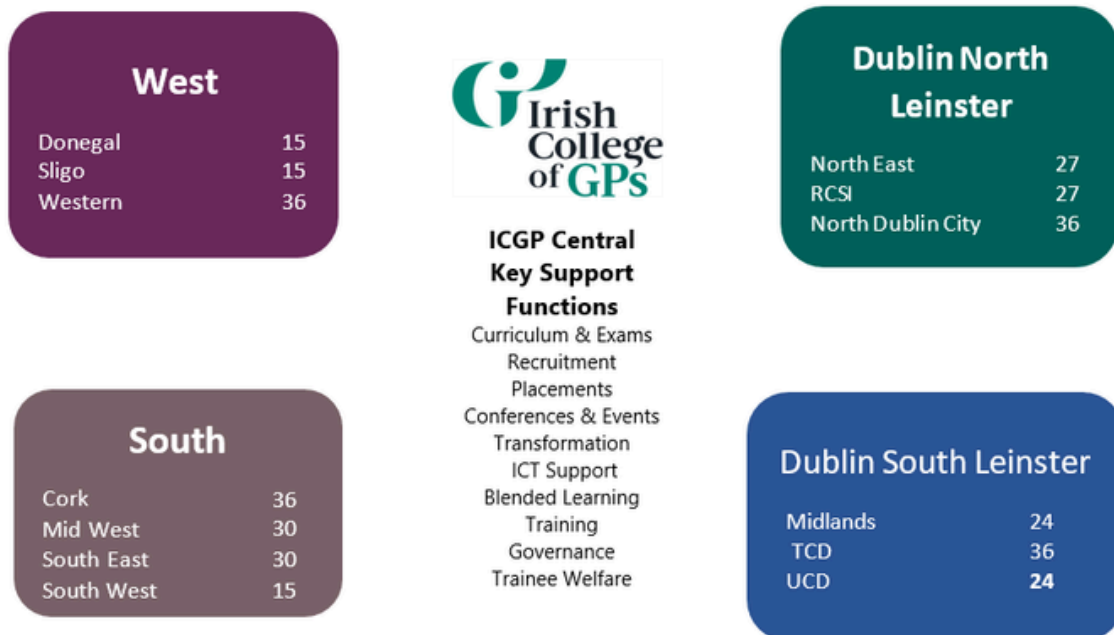 West
Donegal 15
Sligo 15
Western 36
Irish
College
of GPs
ICGP Central
Key Support
Functions
Curriculum & Exams
Recruitment
Placements
Conferences & Events
Transformation
ICT Support
Blended Learning
Training
Governance
Trainee Welfare
Dublin North
Leinster
North East 27
RCSI 27
North Dublin City 36
South
Cork 36
Mid West 30
South East 30
South West 15
Dublin South Leinster
Midlands 24
TCD 36
UCD 24